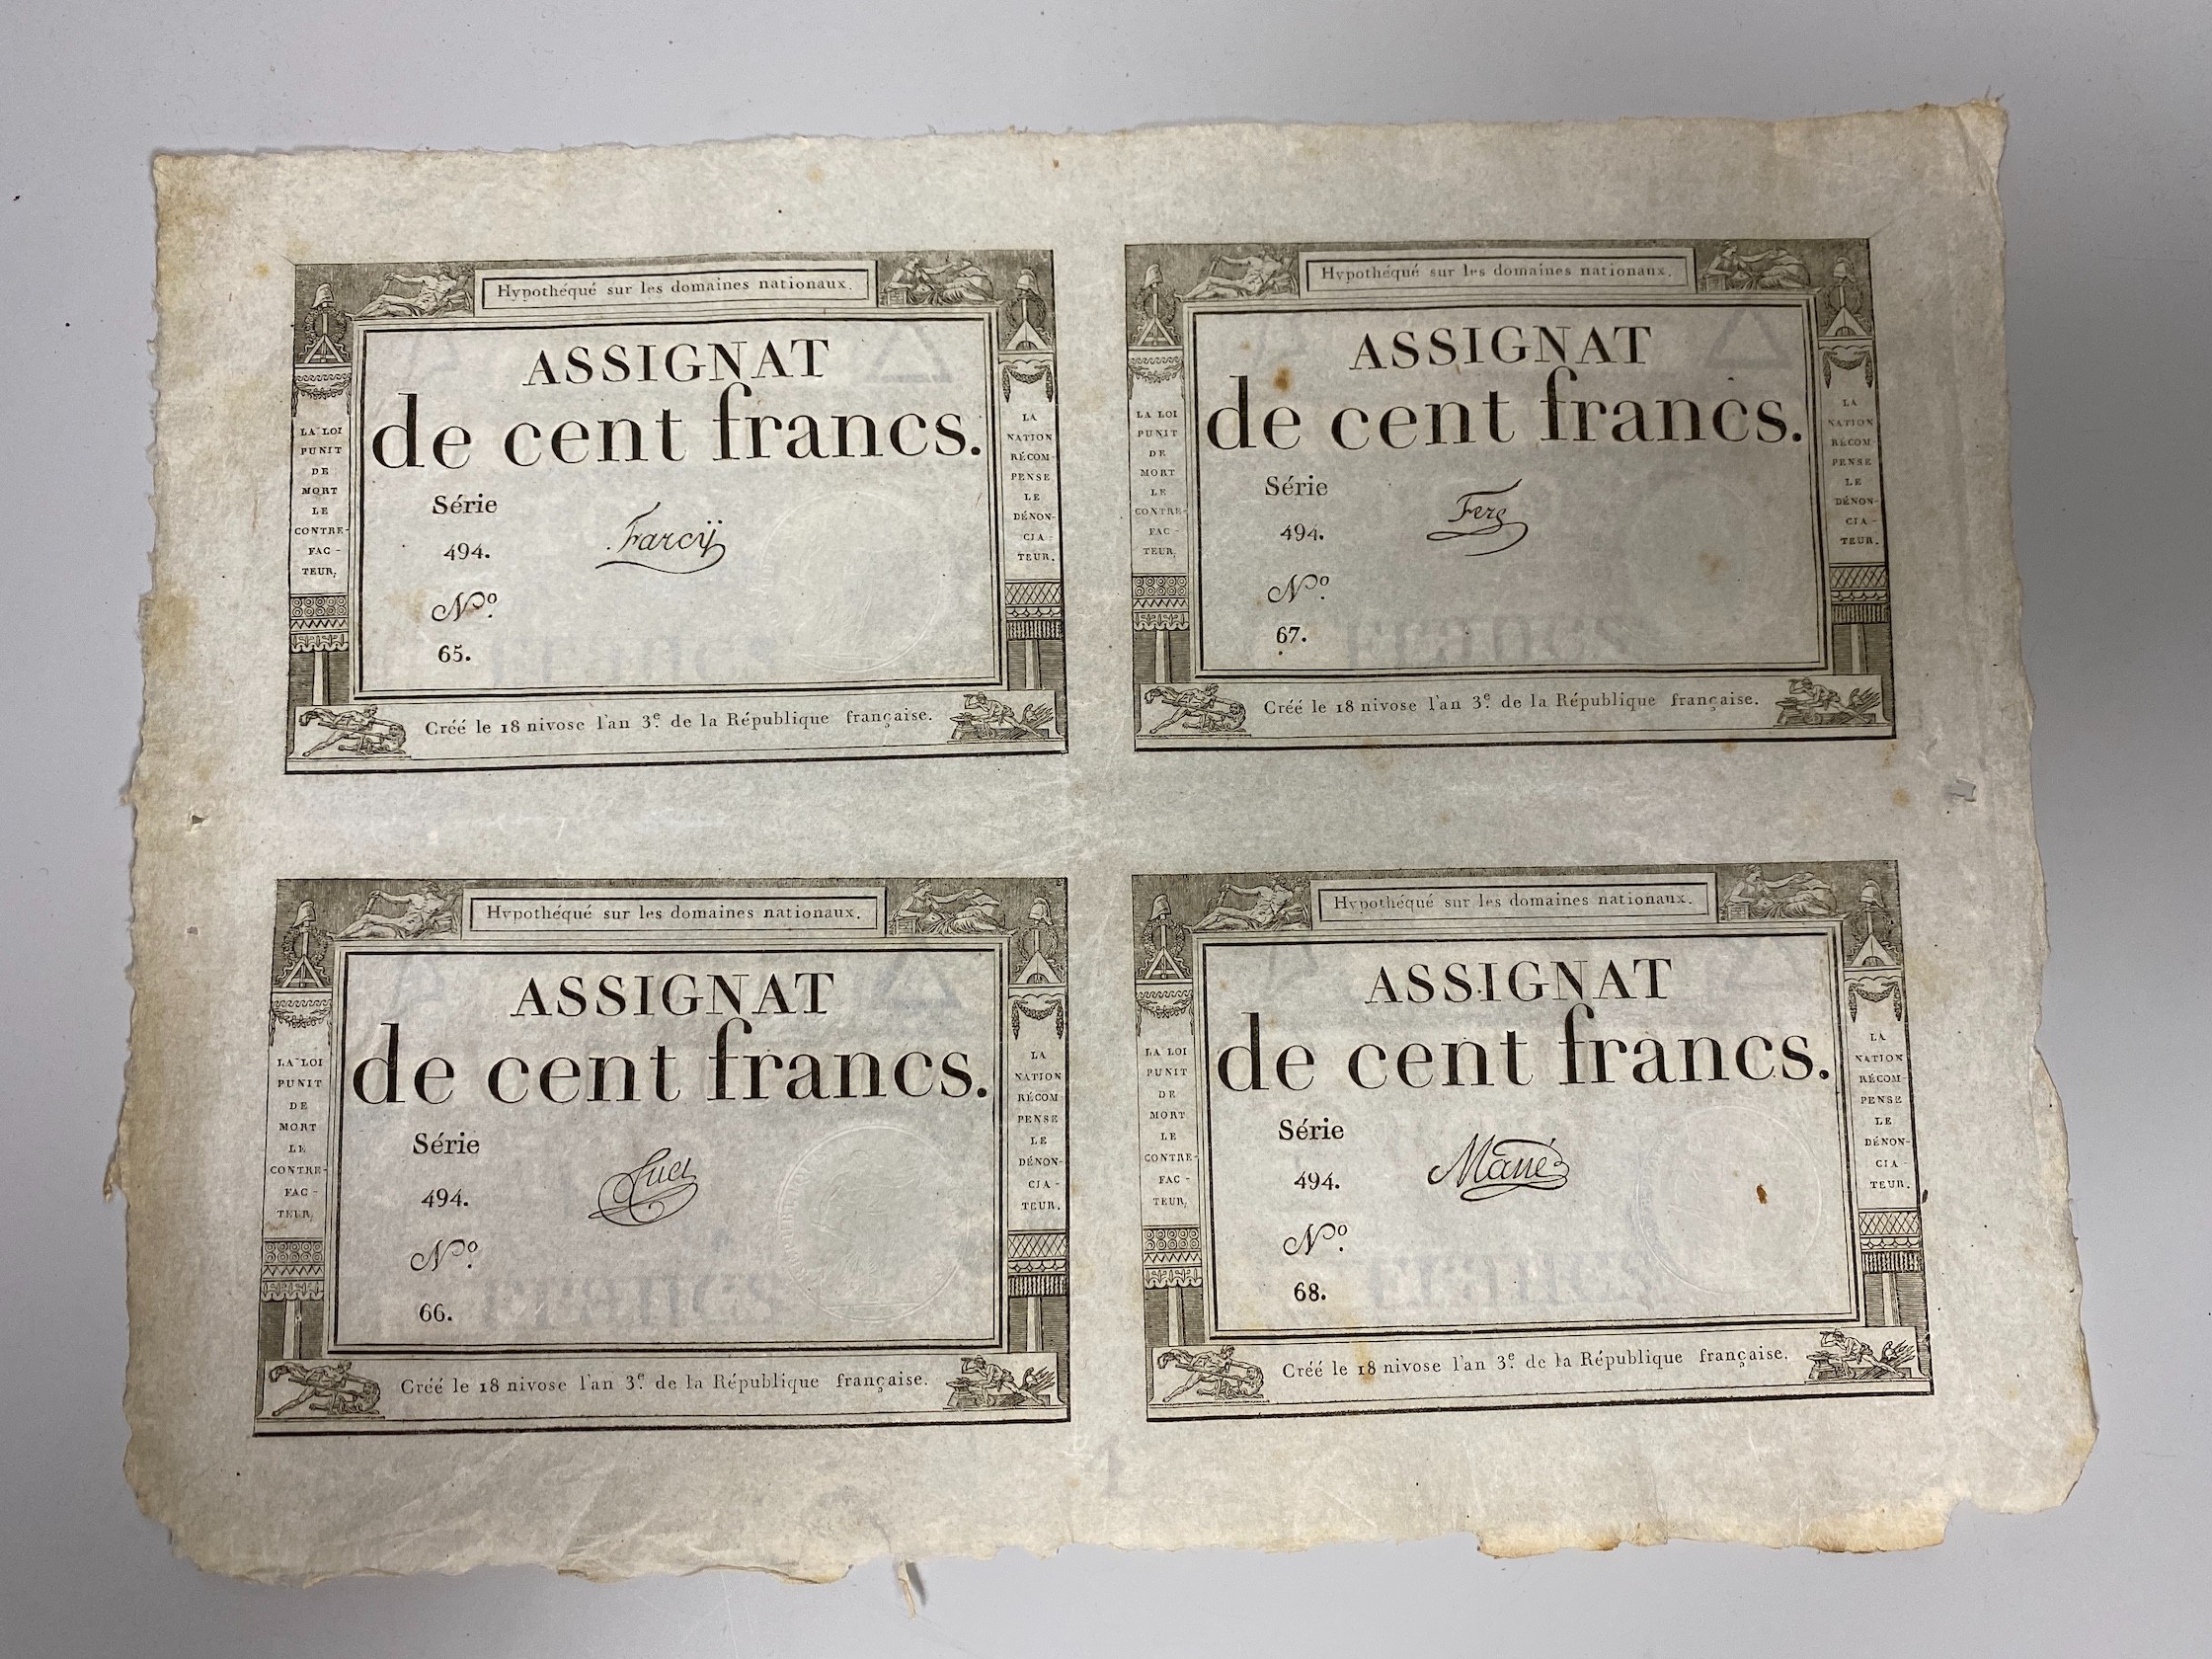 Hypothéqué sur les domaines nationaux.
ASSIGNAT
de cent francs.
LA LOI
PUNIT
DE
MORT
LE
CONTRE-
FAC -
TEUR.
Série
494.
Farcÿ
Nº.
65.
LA
NATION
RÉCOM-
PENSE
LE
DÉNON-
CIA -
TEUR.
Créé le 18 nivose l'an 3e. de la République française.
Hypothéqué sur les domaines nationaux.
ASSIGNAT
de cent francs.
LA LOI
PUNIT
DE
MORT
LE
CONTRE-
FAC -
TEUR.
Série
494.
Nº.
67.
LA
NATION
RÉCOM-
PENSE
LE
DÉNON-
CIA -
TEUR.
Créé le 18 nivose l'an 3e. de la République française.
Hypothéqué sur les domaines nationaux.
ASSIGNAT
de cent francs.
LA LOI
PUNIT
DE
MORT
LE
CONTRE-
FAC -
TEUR.
Série
494.
Nº.
66.
LA
NATION
RÉCOM-
PENSE
LE
DÉNON-
CIA -
TEUR.
Créé le 18 nivose l'an 3e. de la République française.
Hypothéqué sur les domaines nationaux.
ASSIGNAT
de cent francs.
LA LOI
PUNIT
DE
MORT
LE
CONTRE-
FAC -
TEUR.
Série
494.
Nº.
68.
LA
NATION
RÉCOM-
PENSE
LE
DÉNON-
CIA -
TEUR.
Créé le 18 nivose l'an 3e. de la République française.